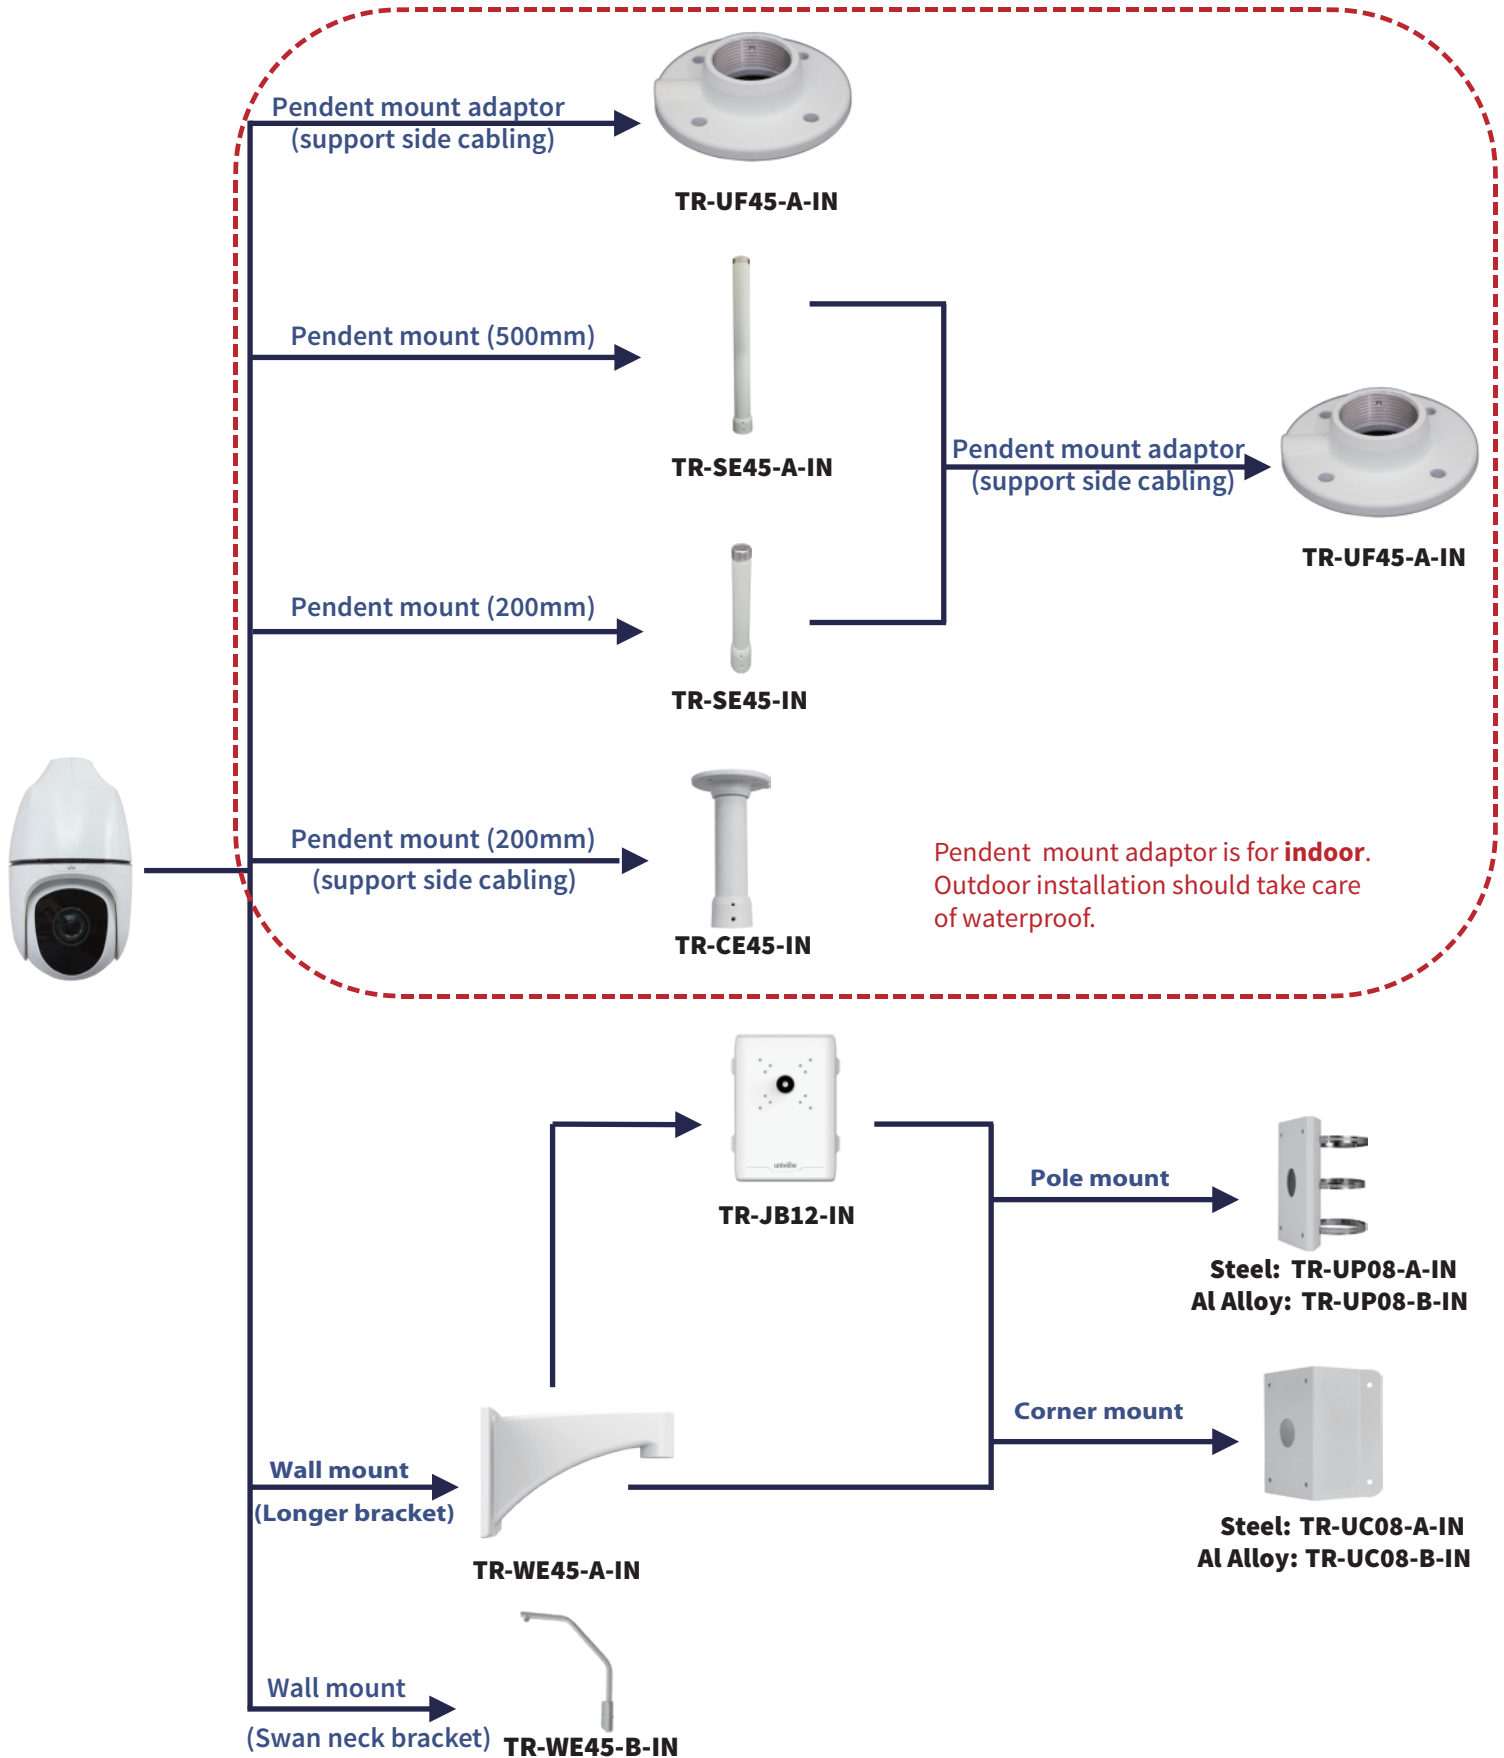 Pendent mount adaptor
(support side cabling)
TR-UF45-A-IN
Pendent mount (500mm)
TR-SE45-A-IN
Pendent mount adaptor
(support side cabling)
TR-UF45-A-IN
Pendent mount (200mm)
TR-SE45-IN
Pendent mount (200mm)
(support side cabling)
TR-CE45-IN
Pendent mount adaptor is for indoor.
Outdoor installation should take care
of waterproof.
uniview
TR-JB12-IN
Pole mount
Steel: TR-UP08-A-IN
Al Alloy: TR-UP08-B-IN
Corner mount
Steel: TR-UC08-A-IN
Al Alloy: TR-UC08-B-IN
Wall mount
(Longer bracket)
TR-WE45-A-IN
Wall mount
(Swan neck bracket)
TR-WE45-B-IN